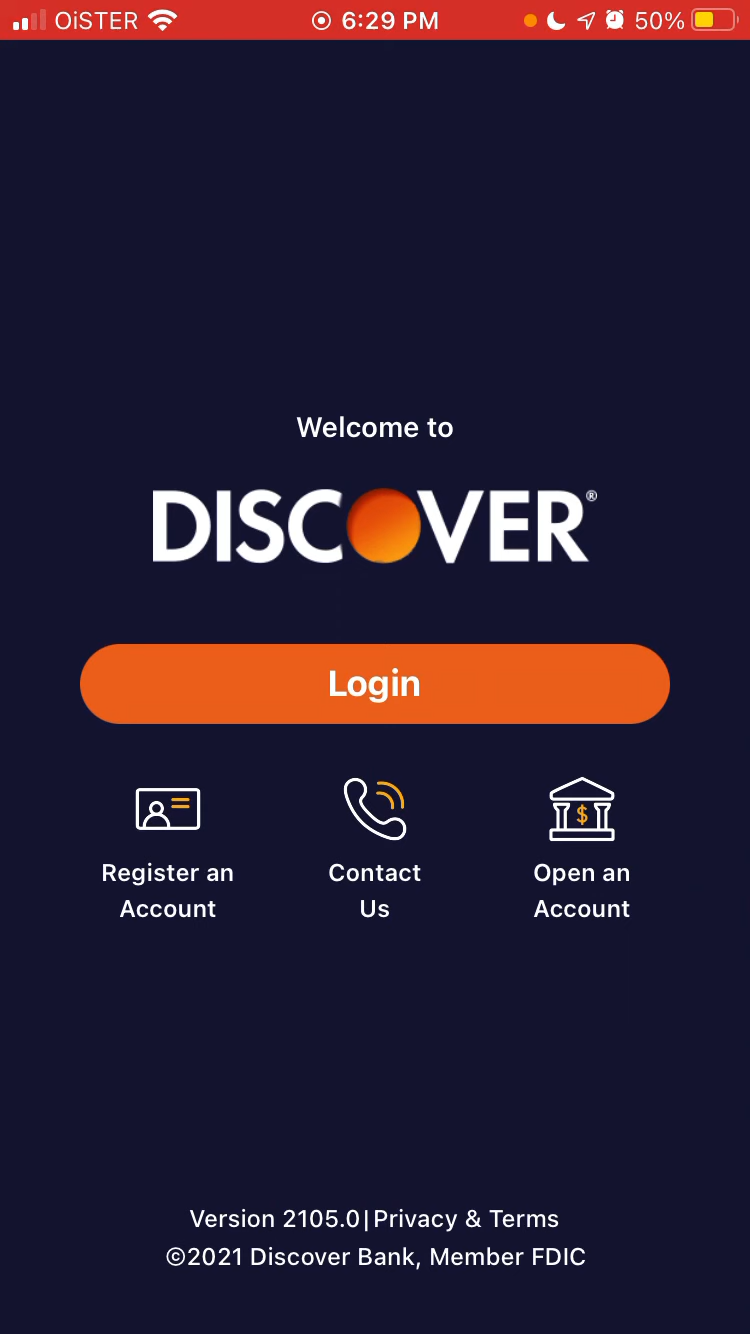 OiSTER 6:29 PM 50%
Welcome to
DISCOVER®
Login
Register an Account
Contact Us
$
Open an Account
Version 2105.0|Privacy & Terms
©2021 Discover Bank, Member FDIC